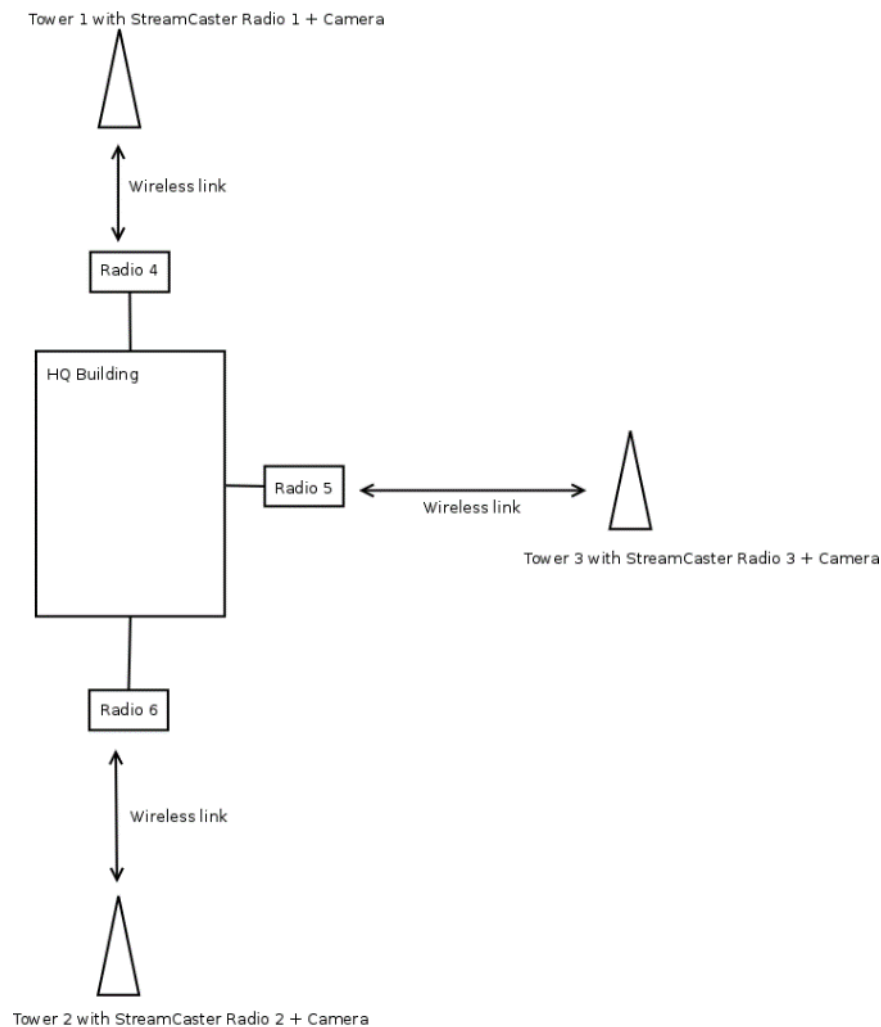 Tower 1 with StreamCaster Radio 1 + Camera
Wireless link
Radio 4
HQ Building
Radio 5
Wireless link
Tower 3 with StreamCaster Radio 3 + Camera
Radio 6
Wireless link
Tower 2 with StreamCaster Radio 2 + Camera